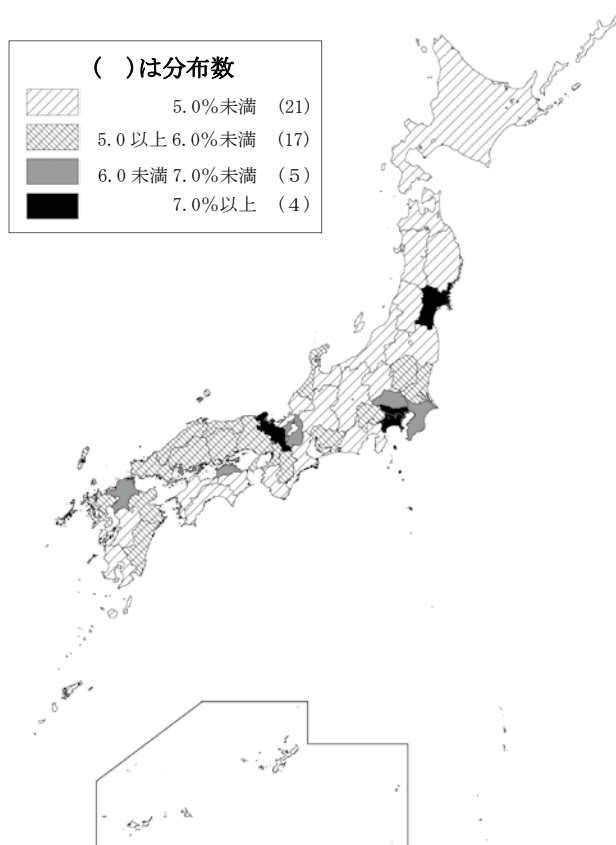 (　)は分布数
5.0%未満 (21)
5.0以上6.0%未満 (17)
6.0未満7.0%未満 (5)
7.0%以上 (4)